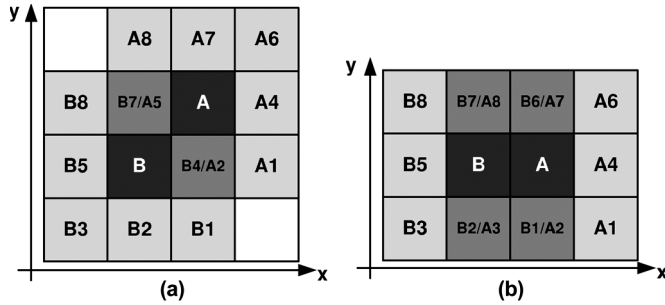 y
A8 A7 A6
B8 B7/A5 A A4
B5 B B4/A2 A1
B3 B2 B1
x
(a)
y
B8 B7/A8 B6/A7 A6
B5 B A A4
B3 B2/A3 B1/A2 A1
x
(b)